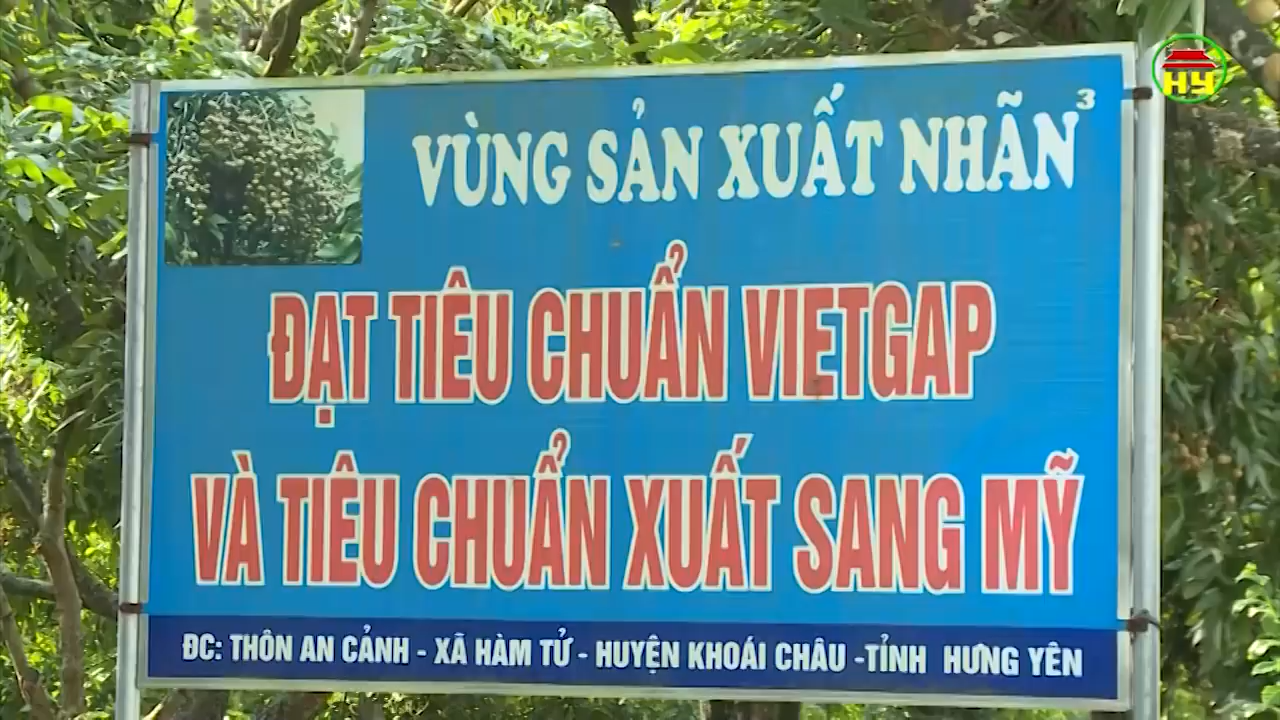 HY
VÙNG SẢN XUẤT NHÃN³
ĐẠT TIÊU CHUẨN VIETGAP
VÀ TIÊU CHUẨN XUẤT SANG MỸ
ĐC: THÔN AN CẢNH - XÃ HÀM TỬ - HUYỆN KHOÁI CHÂU -TỈNH HƯNG YÊN